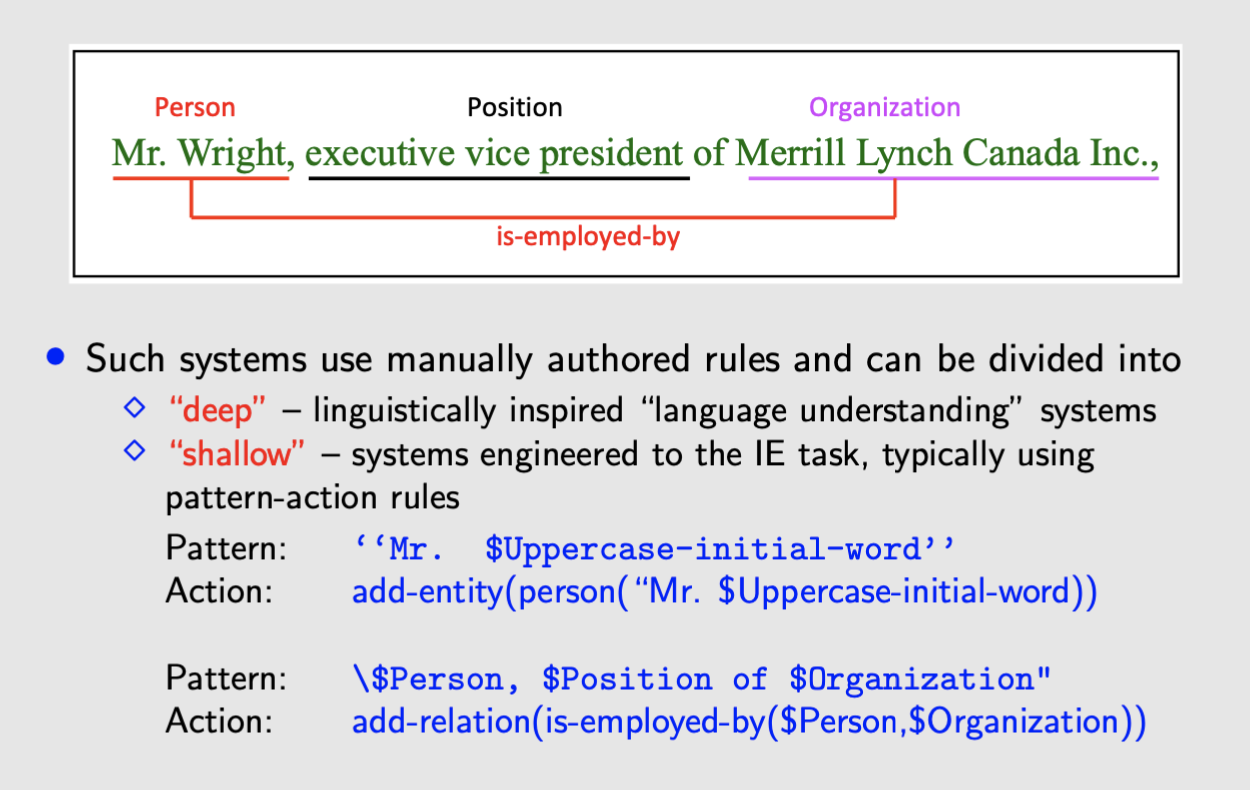 Person Position Organization
Mr. Wright, executive vice president of Merrill Lynch Canada Inc.,
is-employed-by
• Such systems use manually authored rules and can be divided into
◇ “deep” – linguistically inspired “language understanding” systems
◇ “shallow” – systems engineered to the IE task, typically using
pattern-action rules
Pattern: ‘‘Mr. $Uppercase-initial-word’’
Action: add-entity(person(“Mr. $Uppercase-initial-word))
Pattern: \$Person, $Position of $Organization"
Action: add-relation(is-employed-by($Person,$Organization))